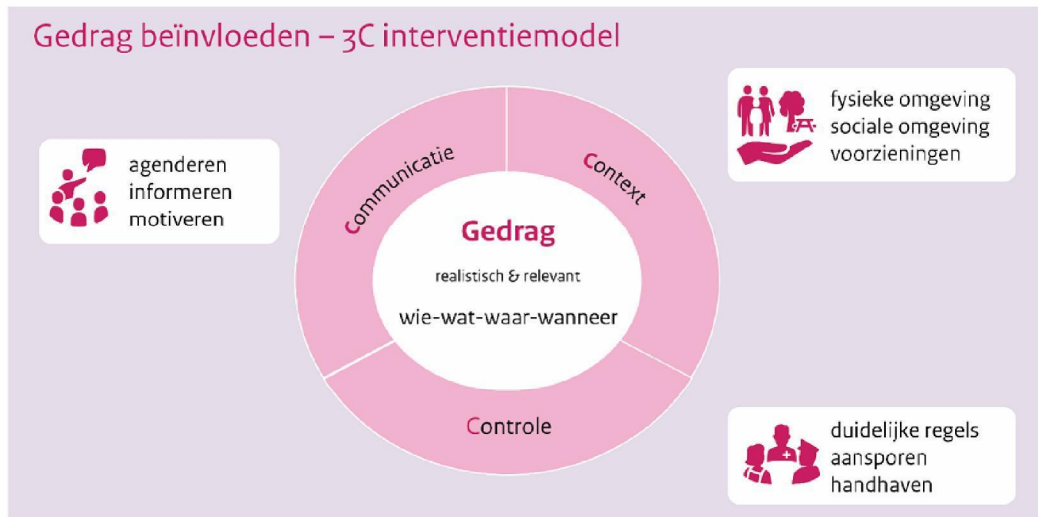 Gedrag beïnvloeden – 3C interventiemodel
agenderen
informeren
motiveren
Communicatie
Context
fysieke omgeving
sociale omgeving
voorzieningen
Gedrag
realistisch & relevant
wie-wat-waar-wanneer
Controle
duidelijke regels
aansporen
handhaven